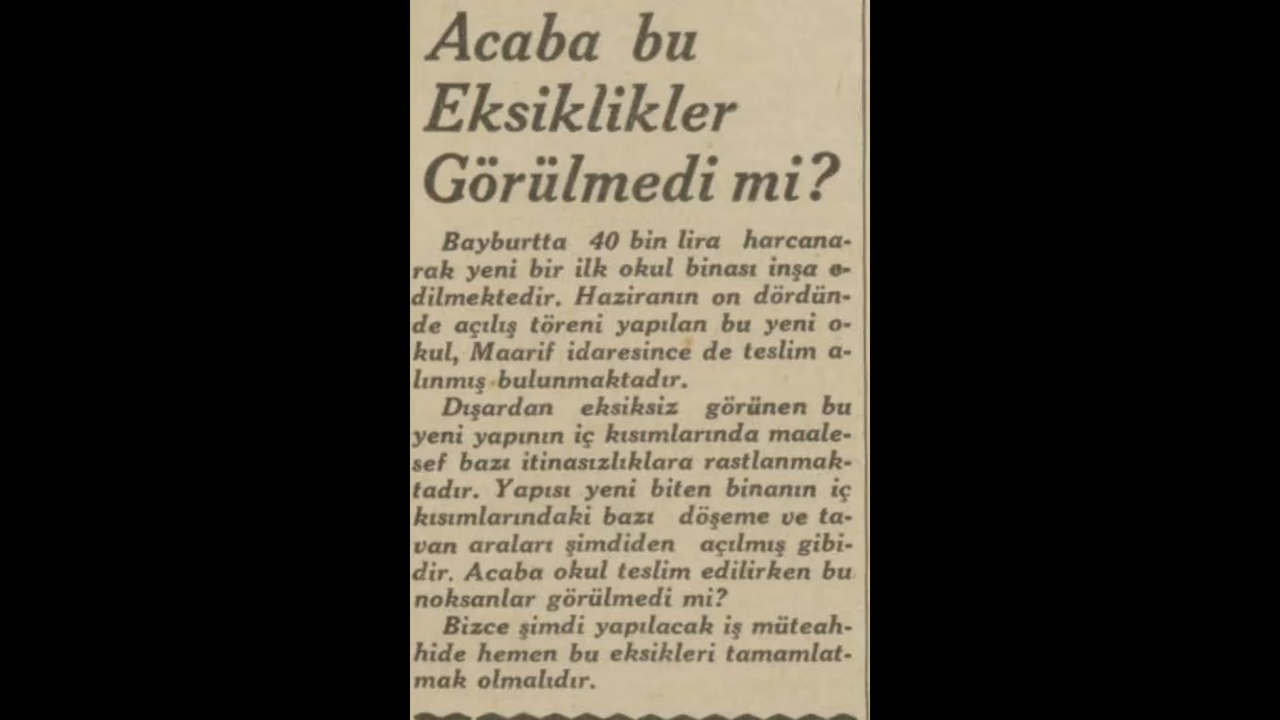 Acaba bu
Eksiklikler
Görülmedi mi?
Bayburtta 40 bin lira harcana-
rak yeni bir ilk okul binası inşa e-
dilmektedir. Haziranın on dördün-
de açılış töreni yapılan bu yeni o-
kul, Maarif idaresince de teslim a-
lınmış bulunmaktadır.
Dışardan eksiksiz görünen bu
yeni yapının iç kısımlarında maale-
sef bazı itinasızlıklara rastlanmak-
tadır. Yapısı yeni biten binanın iç
kısımlarındaki bazı döşeme ve ta-
van araları şimdiden açılmış gibi-
dir. Acaba okul teslim edilirken bu
noksanlar görülmedi mi?
Bizce şimdi yapılacak iş müteah-
hide hemen bu eksikleri tamamlat-
mak olmalıdır.